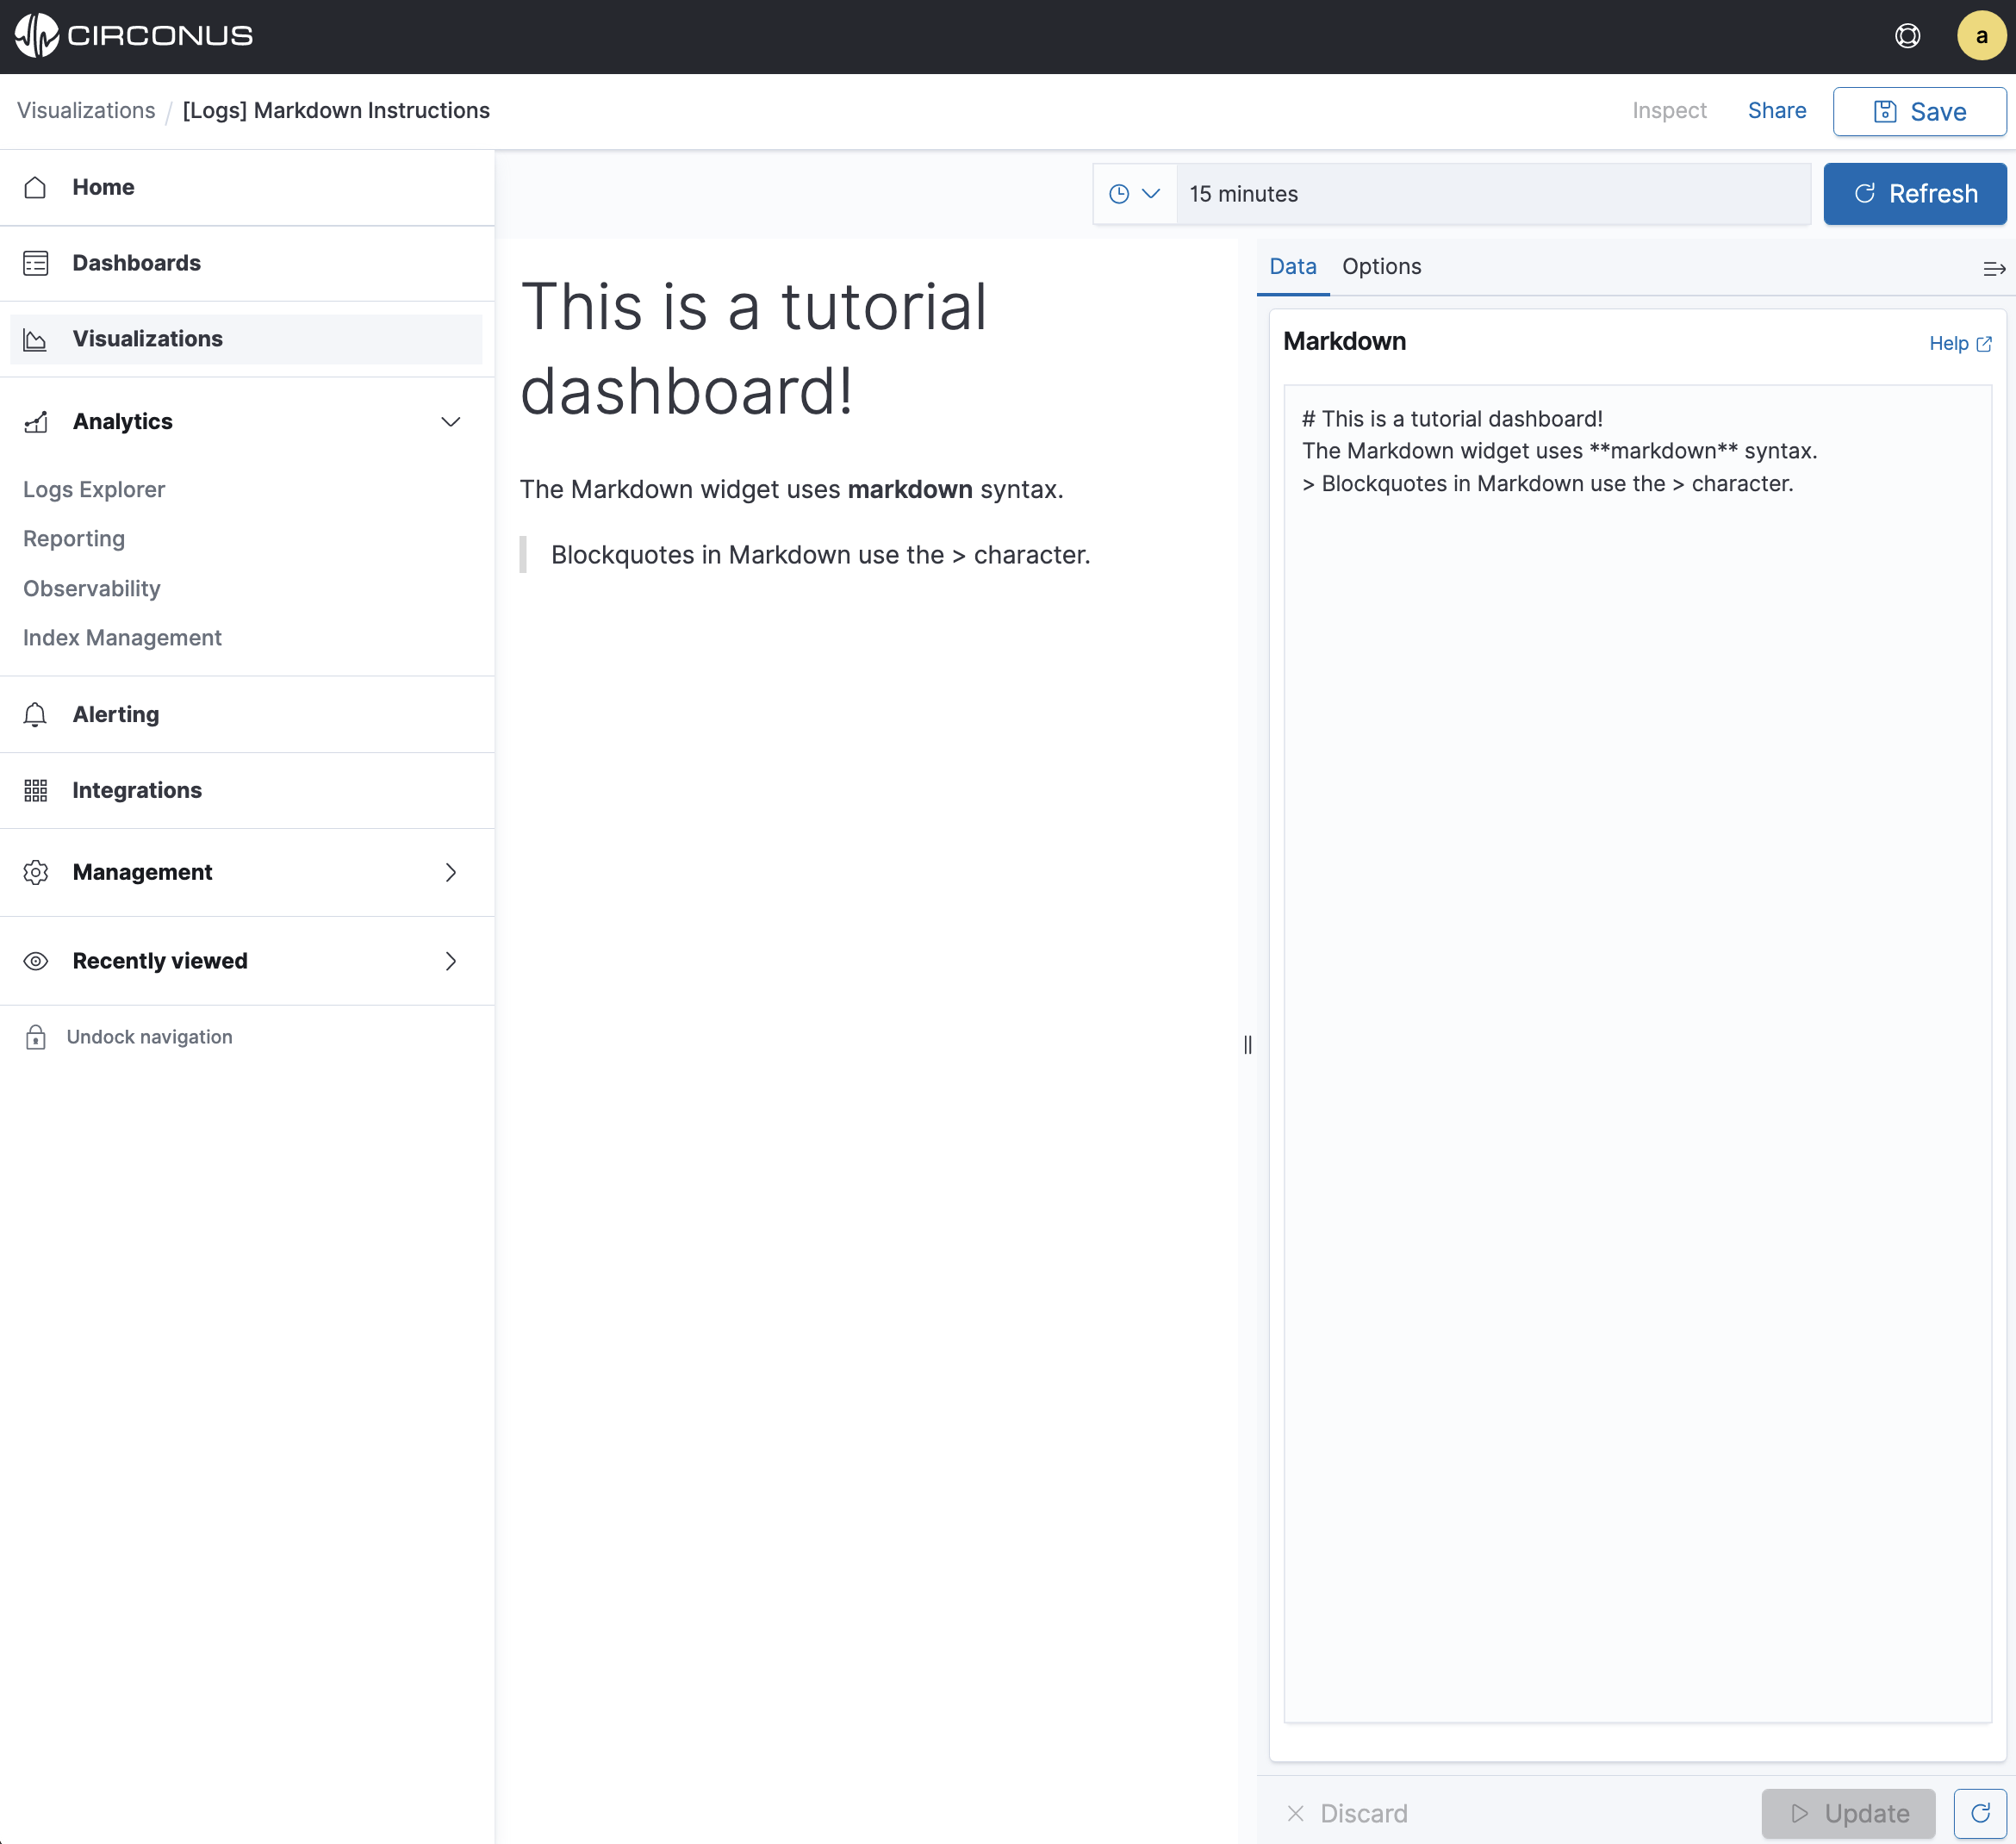 CIRCONUS
a
Visualizations / [Logs] Markdown Instructions
Inspect
Share
Save
Home
Dashboards
Visualizations
Analytics
Logs Explorer
Reporting
Observability
Index Management
Alerting
Integrations
Management
Recently viewed
Undock navigation
15 minutes
Refresh
This is a tutorial
dashboard!
The Markdown widget uses markdown syntax.
Blockquotes in Markdown use the > character.
Data
Options
Markdown
Help
# This is a tutorial dashboard!
The Markdown widget uses **markdown** syntax.
> Blockquotes in Markdown use the > character.
Discard
Update